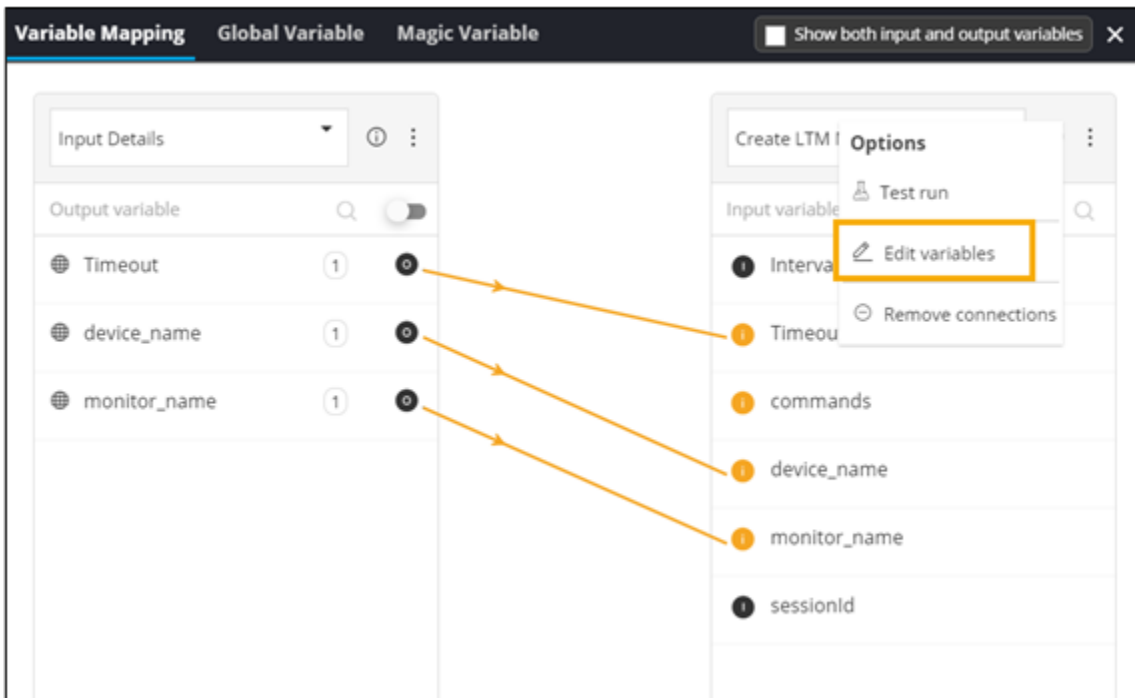 Variable Mapping Global Variable Magic Variable Show both input and output variables
Input Details
Output variable
Timeout 1
device_name 1
monitor_name 1
Create LTM
Input variable
Options
Test run
Edit variables
Remove connections
Interva
Timeou
commands
device_name
monitor_name
sessionId